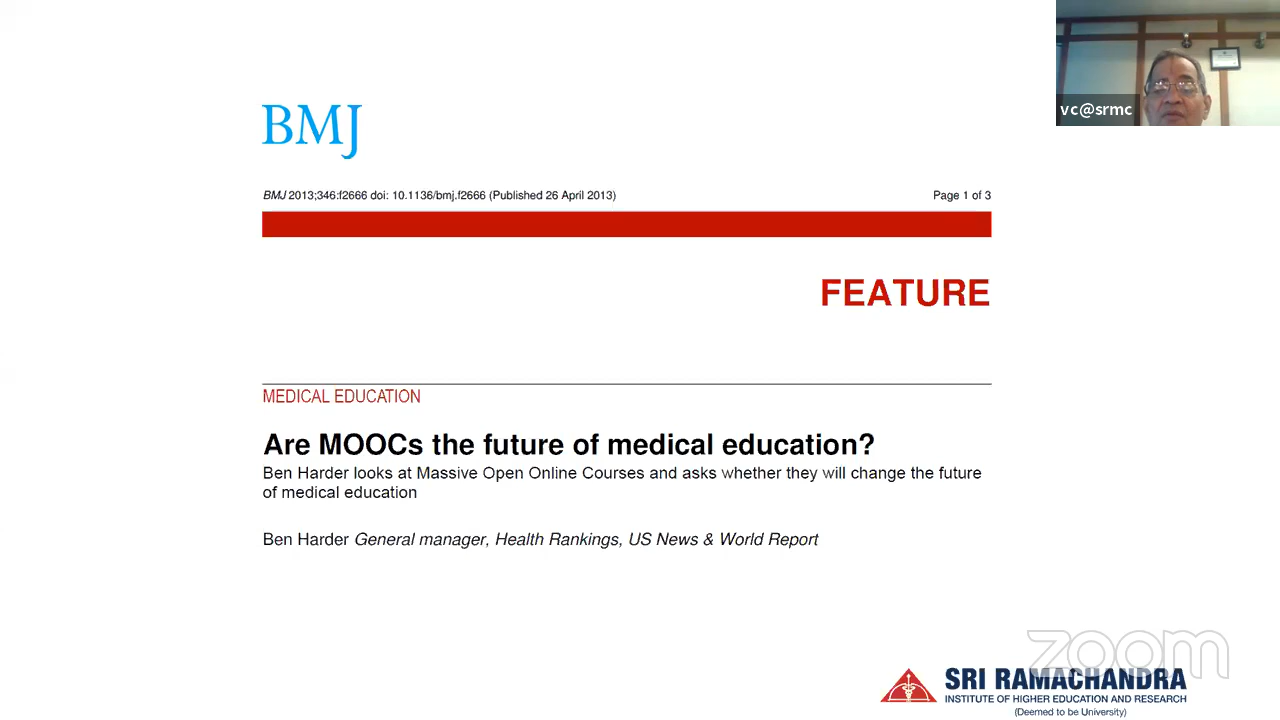 vc@srmc
BMJ
BMJ 2013;346:f2666 doi: 10.1136/bmj.f2666 (Published 26 April 2013)
Page 1 of 3
FEATURE
MEDICAL EDUCATION
Are MOOCs the future of medical education?
Ben Harder looks at Massive Open Online Courses and asks whether they will change the future
of medical education
Ben Harder General manager, Health Rankings, US News & World Report
zoom
SRI RAMACHANDRA
INSTITUTE OF HIGHER EDUCATION AND RESEARCH
(Deemed to be University)